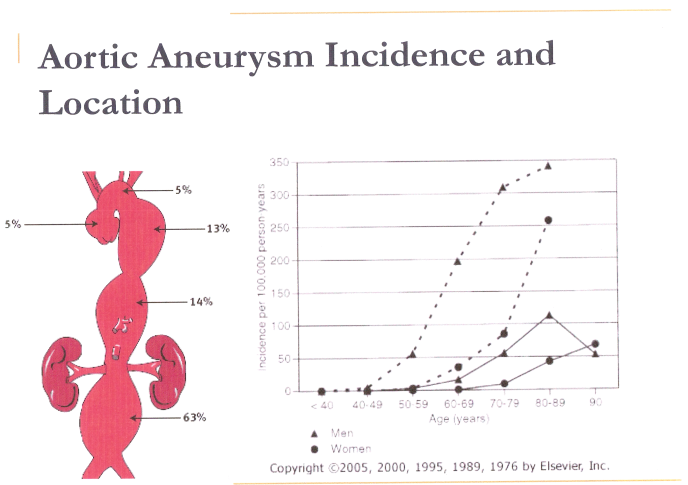 Aortic Aneurysm Incidence and
Location
5%
5%
13%
14%
63%
Incidence per 100,000 person years
350
300
250
200
150
100
50
0
< 40 40-49 50-59 60-69 70-79 80-89 90
Age (years)
Men
Women
Copyright ©2005, 2000, 1995, 1989, 1976 by Elsevier, Inc.